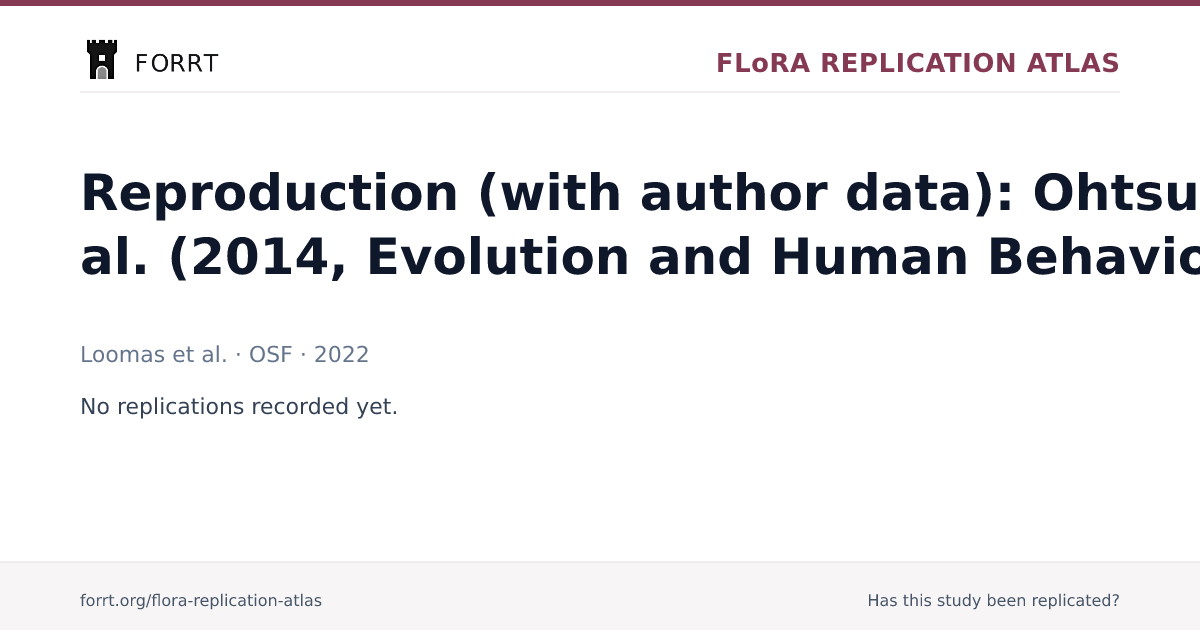 FORRT
FLoRA REPLICATION ATLAS
Reproduction (with author data): Ohtsu
al. (2014, Evolution and Human Behavio
Loomas et al. · OSF · 2022
No replications recorded yet.
forrt.org/flora-replication-atlas
Has this study been replicated?